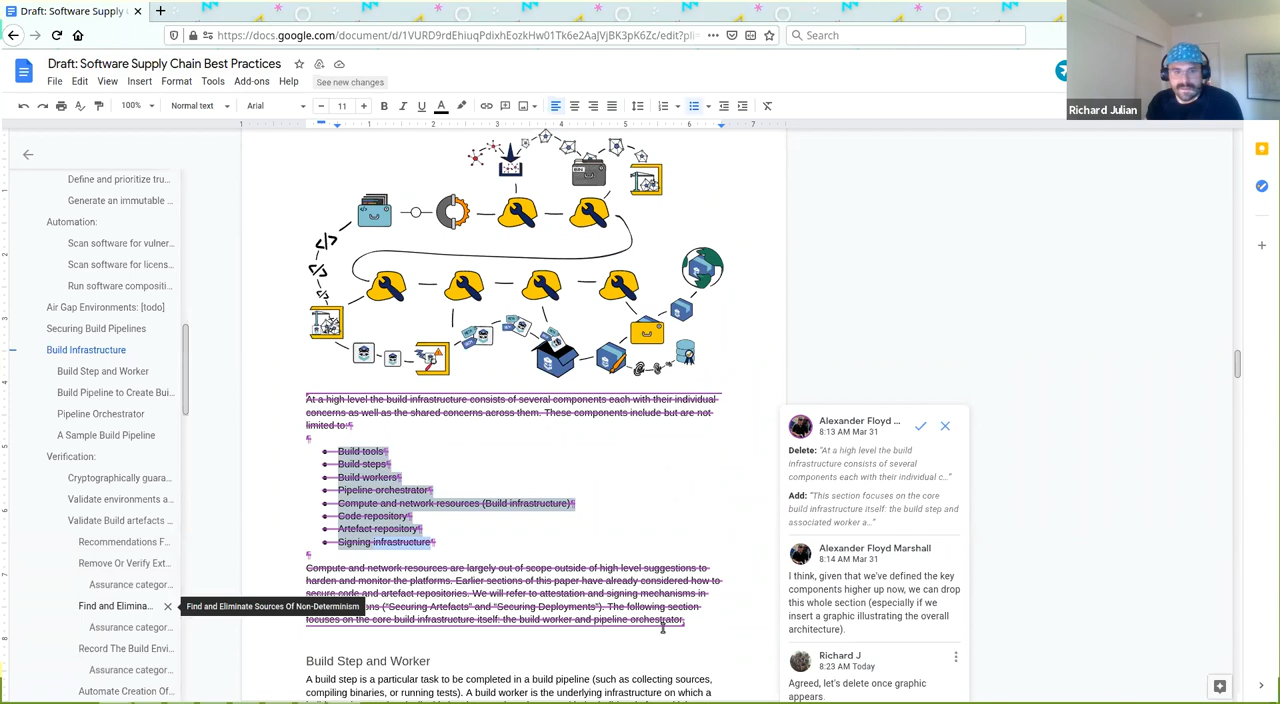 Draft: Software Supply C
https://docs.google.com/document/d/1VURD9rdEhiuqPdixhEozkHw01Tk6e2AaJVjBK3pK6Zc/edit?pli=
Search
Draft: Software Supply Chain Best Practices
File Edit View Insert Format Tools Add-ons Help See new changes
100% Normal text Arial 11 B I U A
1 1 2 3 4 5 6 7
Richard Julian
Define and prioritize tru...
Generate an immutable ...
Automation:
Scan software for vulner...
Scan software for licens...
Run software compositi...
Air Gap Environments: [todo]
Securing Build Pipelines
Build Infrastructure
Build Step and Worker
Build Pipeline to Create Bui...
Pipeline Orchestrator
A Sample Build Pipeline
Verification:
Cryptographically guara...
Validate environments a...
Validate Build artefacts ...
Recommendations F...
Remove Or Verify Ext...
Assurance categor...
Find and Elimina...
Find and Eliminate Sources Of Non-Determinism
Assurance categor...
Record The Build Envi...
Assurance categor...
Automate Creation Of...
At a high level the build infrastructure consists of several components each with their individual
concerns as well as the shared concerns across them. These components include but are not
limited to:¶
¶
Build tools¶
Build steps¶
Build workers¶
Pipeline orchestrator¶
Compute and network resources (Build infrastructure)¶
Code repository¶
Artefact repository¶
Signing infrastructure¶
¶
Compute and network resources are largely out of scope outside of high level suggestions to
harden and monitor the platforms. Earlier sections of this paper have already considered how to
secure code and artefact repositories. We will refer to attestation and signing mechanisms in
ons ("Securing Artefacts" and "Securing Deployments"). The following section
focuses on the core build infrastructure itself: the build worker and pipeline orchestrator.
Build Step and Worker
A build step is a particular task to be completed in a build pipeline (such as collecting sources,
compiling binaries, or running tests). A build worker is the underlying infrastructure on which a
Alexander Floyd ...
8:13 AM Mar 31
Delete: "At a high level the build
infrastructure consists of several
components each with their individual c..."
Add: "This section focuses on the core
build infrastructure itself: the build step and
associated worker a..."
Alexander Floyd Marshall
8:14 AM Mar 31
I think, given that we've defined the key
components higher up now, we can drop
this whole section (especially if we
insert a graphic illustrating the overall
architecture).
Richard J
8:23 AM Today
Agreed, let's delete once graphic
appears.